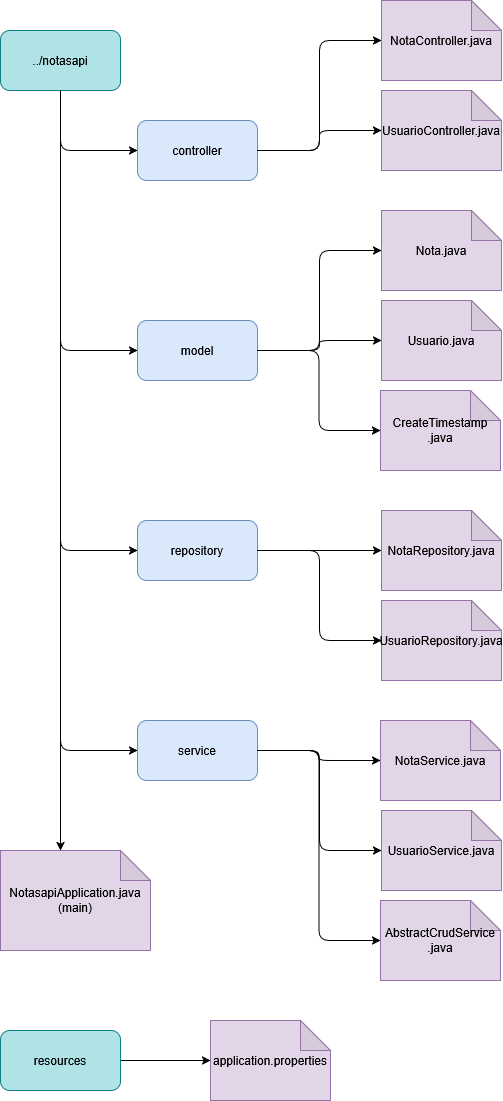 ../notasapi
NotaController.java
UsuarioController.java
controller
Nota.java
Usuario.java
model
CreateTimestamp
.java
NotaRepository.java
repository
UsuarioRepository.java
service
NotaService.java
UsuarioService.java
NotasapiApplication.java
(main)
AbstractCrudService
.java
resources
application.properties